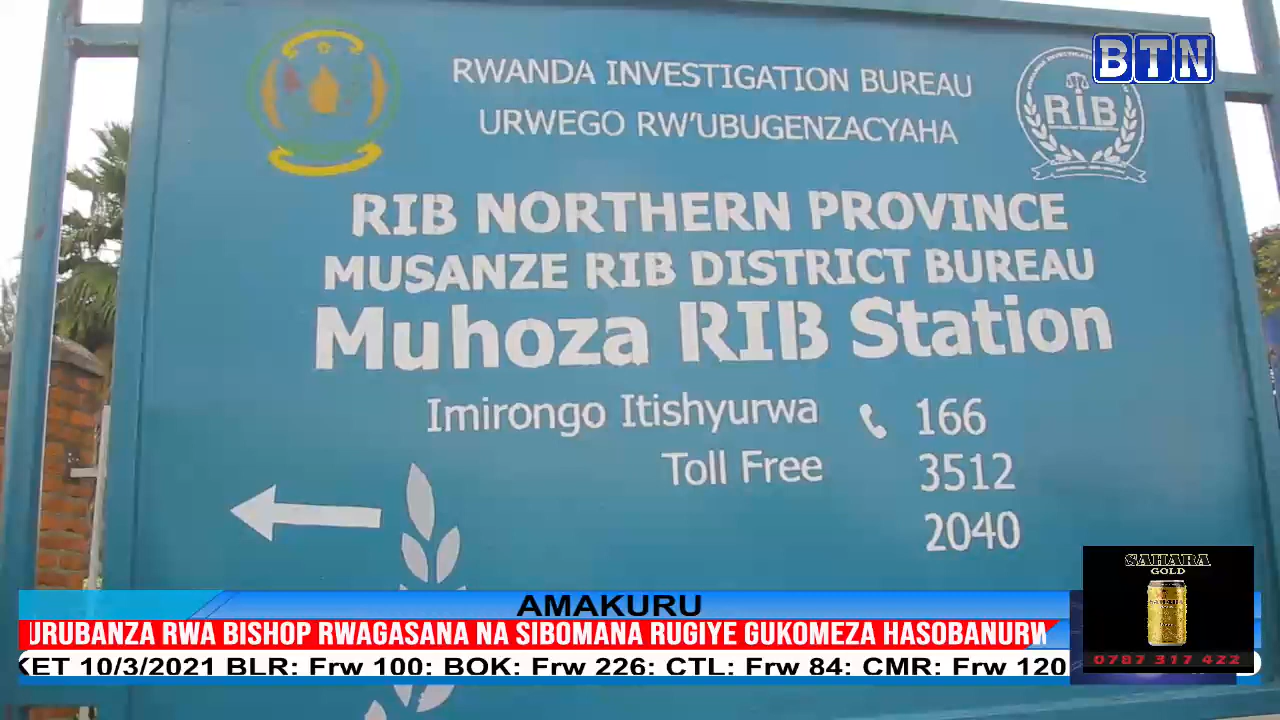 BTN
RWANDA INVESTIGATION BUREAU
URWEGO RW'UBUGENZACYAHA
RIB
RIB NORTHERN PROVINCE
MUSANZE RIB DISTRICT BUREAU
Muhoza RIB Station
Imirongo Itishyurwa 166
Toll Free 3512
2040
SAHARA
GOLD
0787 317 422
AMAKURU
URUBANZA RWA BISHOP RWAGASANA NA SIBOMANA RUGIYE GUKOMEZA HASOBANURW
KET 10/3/2021 BLR: Frw 100: BOK: Frw 226: CTL: Frw 84: CMR: Frw 120